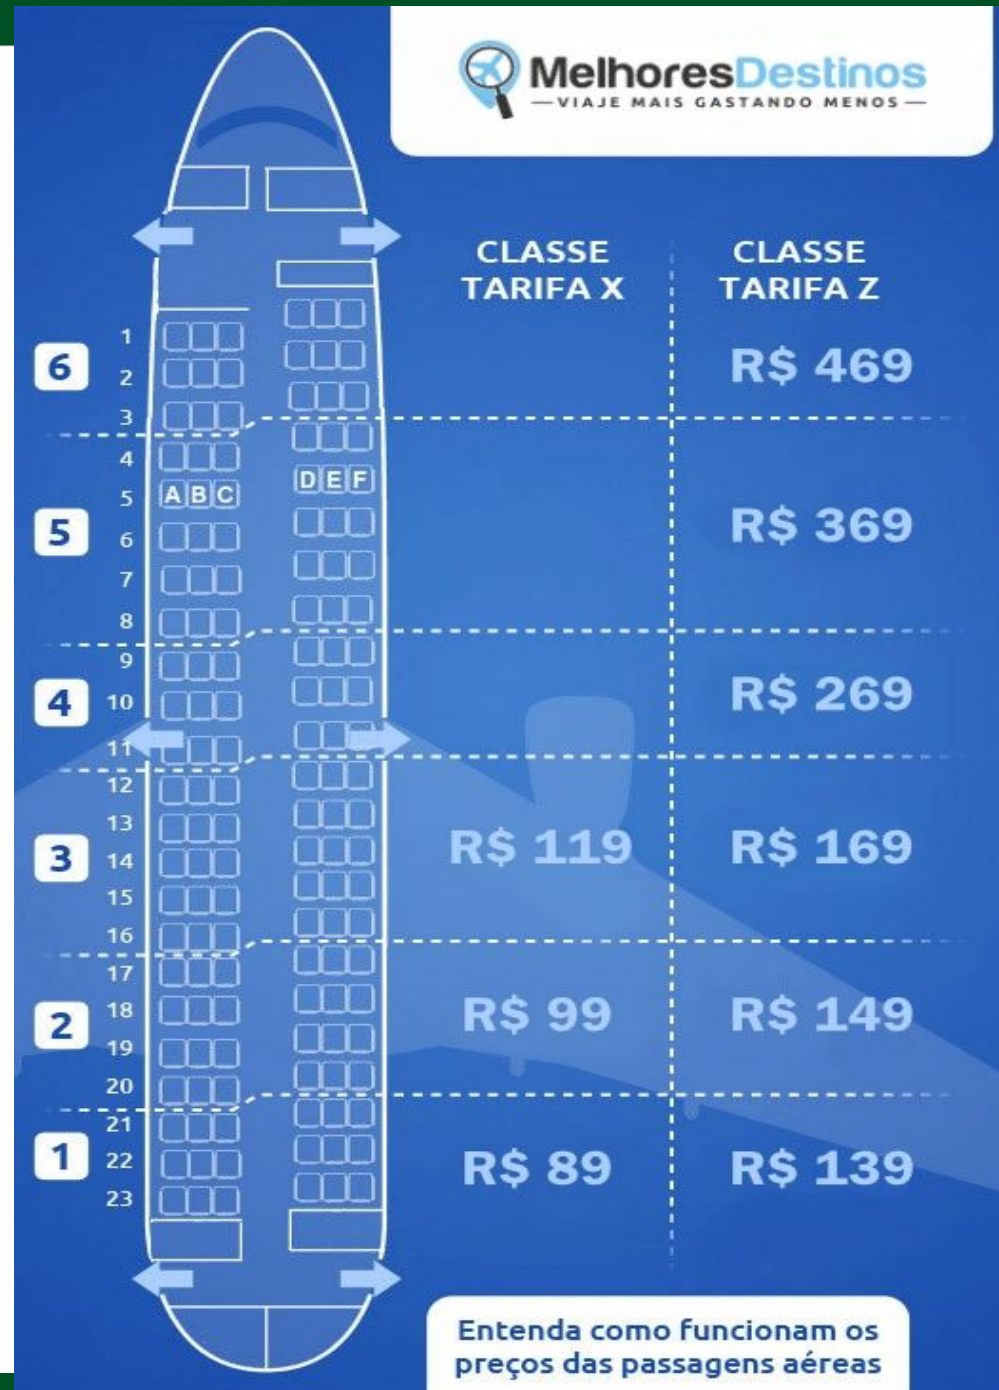 MelhoresDestinos
VIAJE MAIS GASTANDO MENOS
CLASSE
TARIFA X
CLASSE
TARIFA Z
1
6
R$ 469
2
3
4
A B C
D E F
5
5
R$ 369
6
7
8
9
4
10
R$ 269
11
12
13
3
14
R$ 119
R$ 169
15
16
17
2
18
R$ 99
R$ 149
19
20
21
1
22
R$ 89
R$ 139
23
Entenda como funcionam os
preços das passagens aéreas